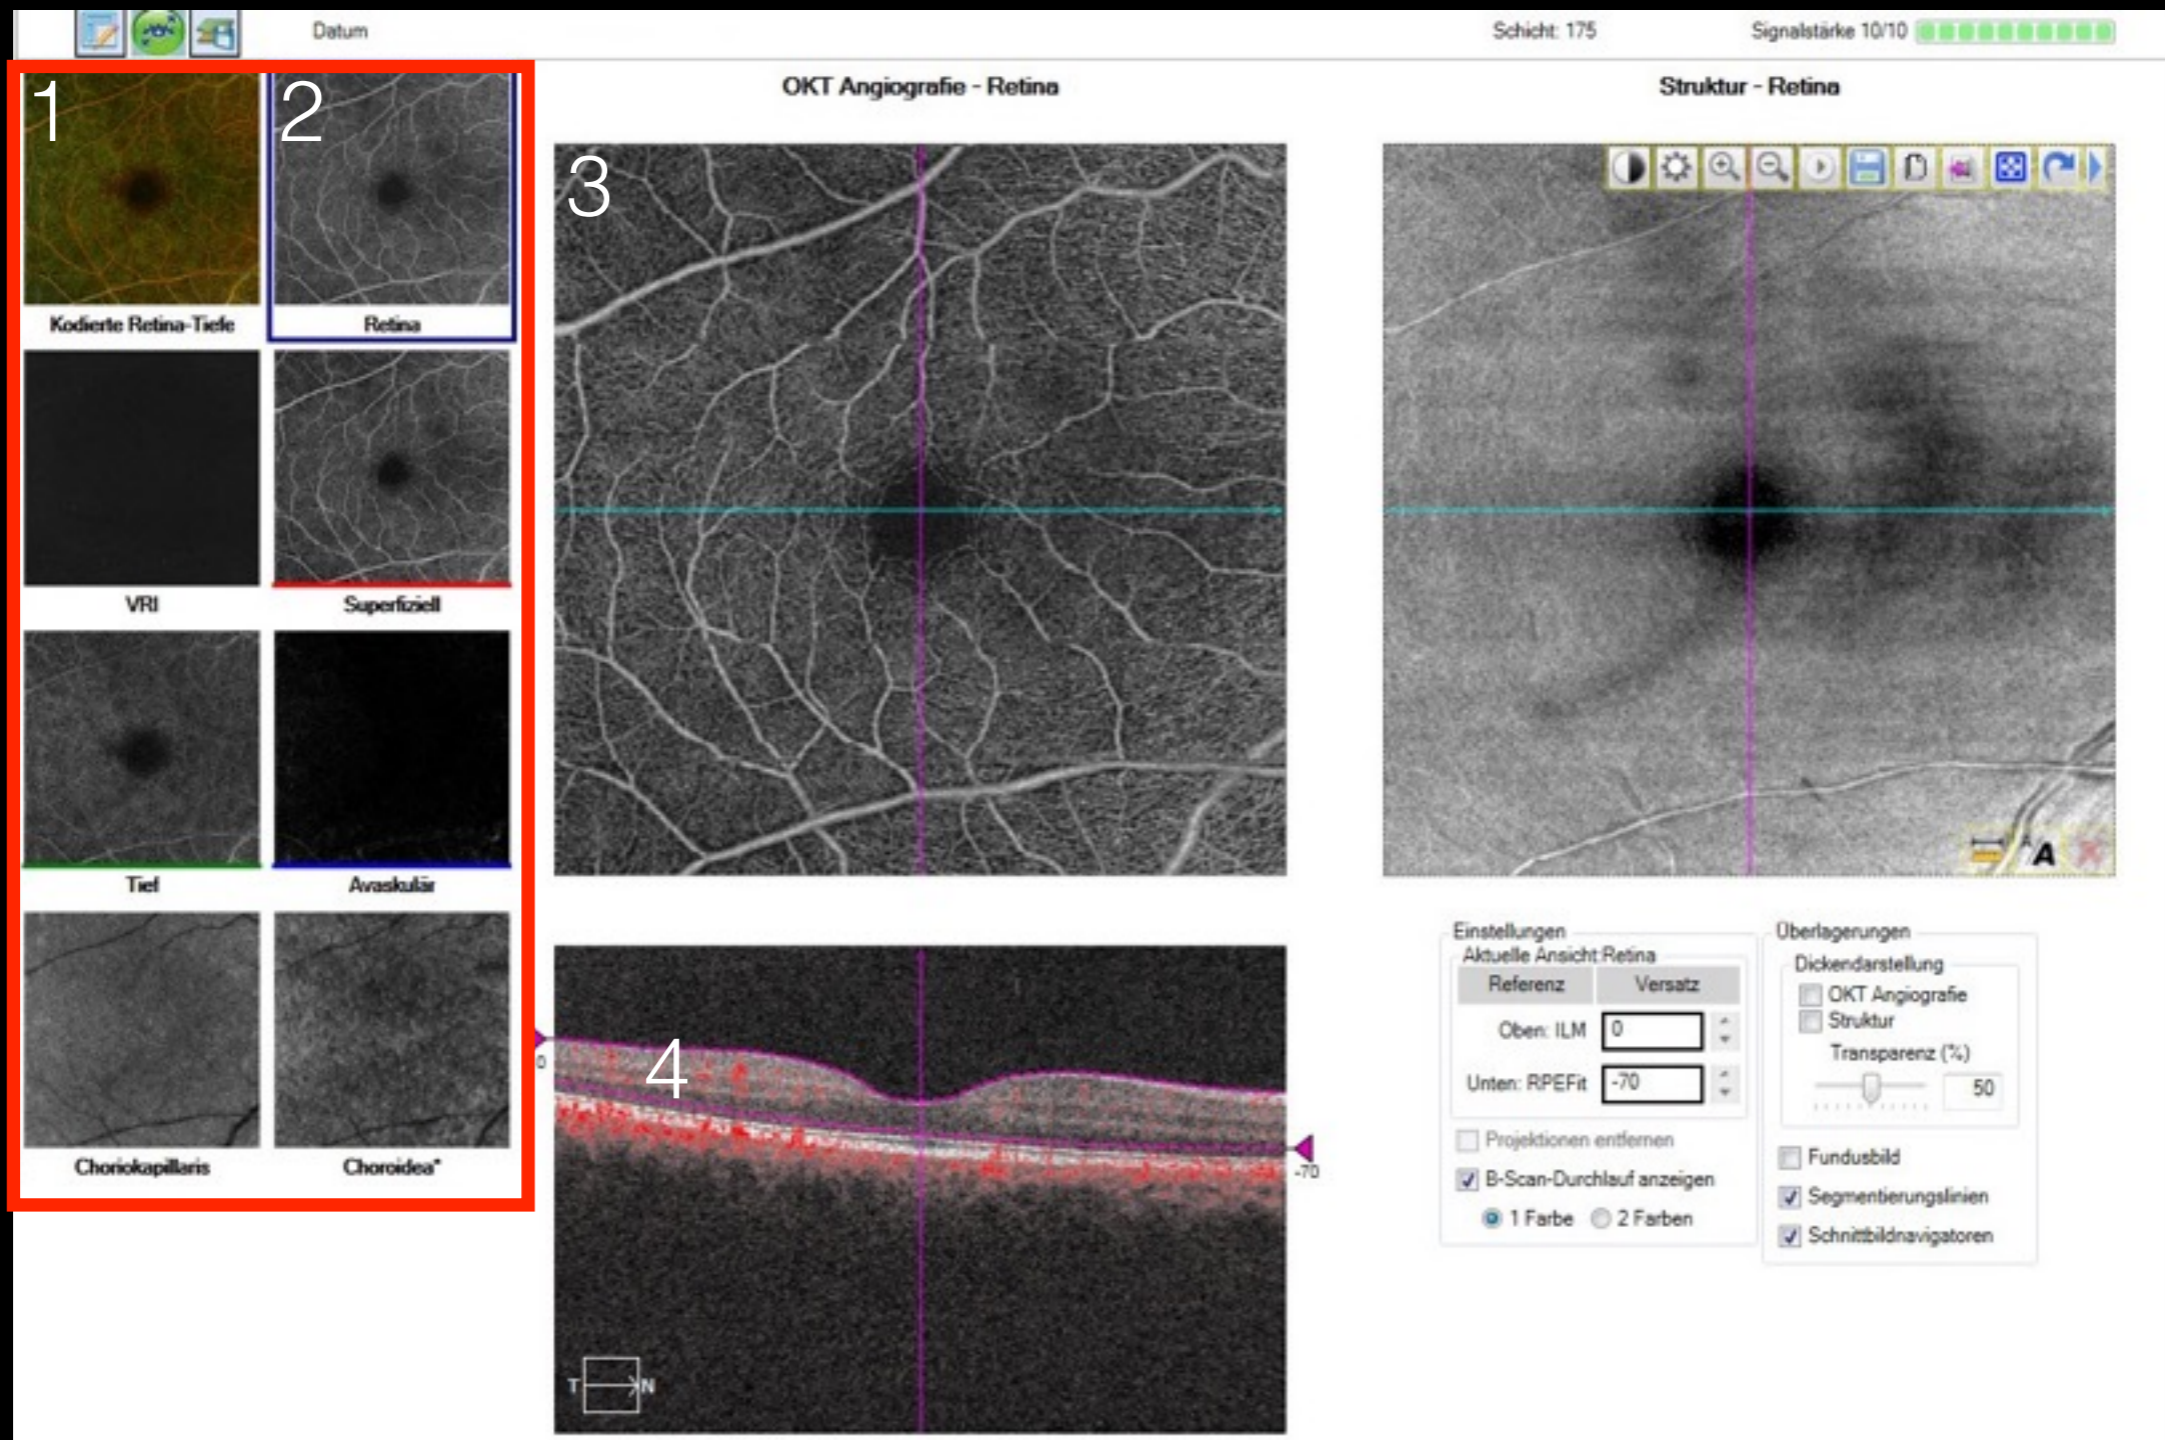 Datum
Schicht: 175
Signalstärke 10/10
OKT Angiografie - Retina
Struktur - Retina
1
2
3
Kodierte Retina-Tiefe
Retina
VRI
Superfiziell
Tief
Avaskulär
Choriokapillaris
Choroidea*
A
0
4
-70
T
N
Einstellungen
Aktuelle Ansicht:Retina
Referenz
Versatz
Oben: ILM
0
Unten: RPEFit
-70
Projektionen entfernen
B-Scan-Durchlauf anzeigen
1 Farbe
2 Farben
Überlagerungen
Dickendarstellung
OKT Angiografie
Struktur
Transparenz (%)
50
Fundusbild
Segmentierungslinien
Schnittbildnavigatoren